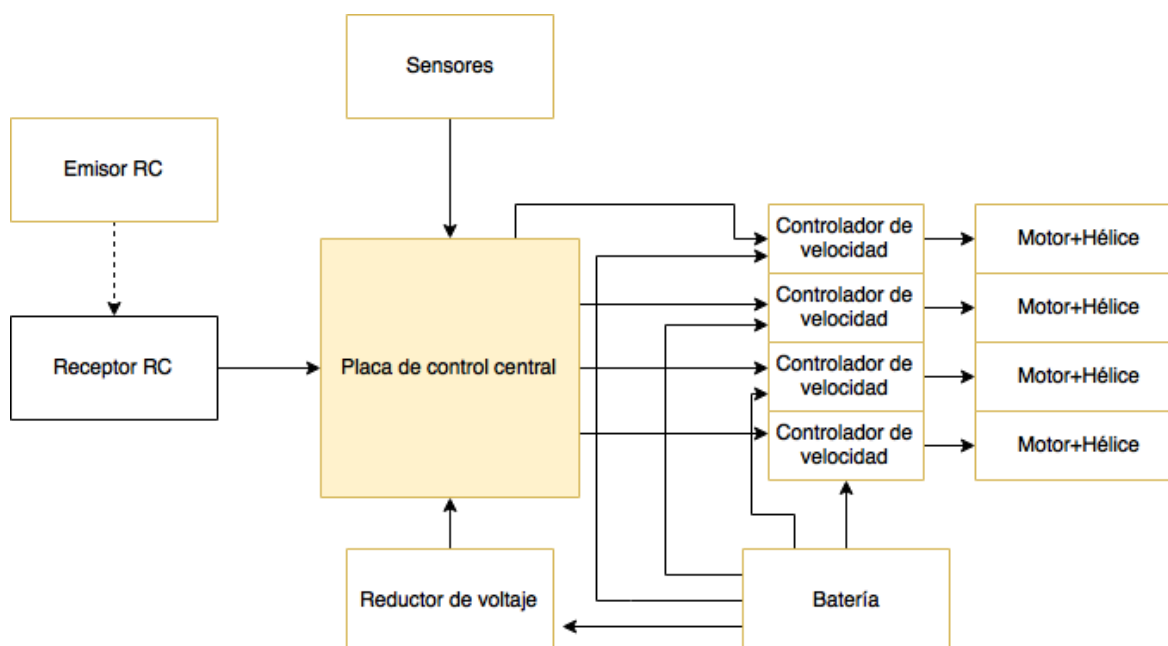 Sensores
Emisor RC
Controlador de
velocidad
Motor+Hélice
Controlador de
velocidad
Motor+Hélice
Receptor RC
Placa de control central
Controlador de
velocidad
Motor+Hélice
Controlador de
velocidad
Motor+Hélice
Reductor de voltaje
Batería